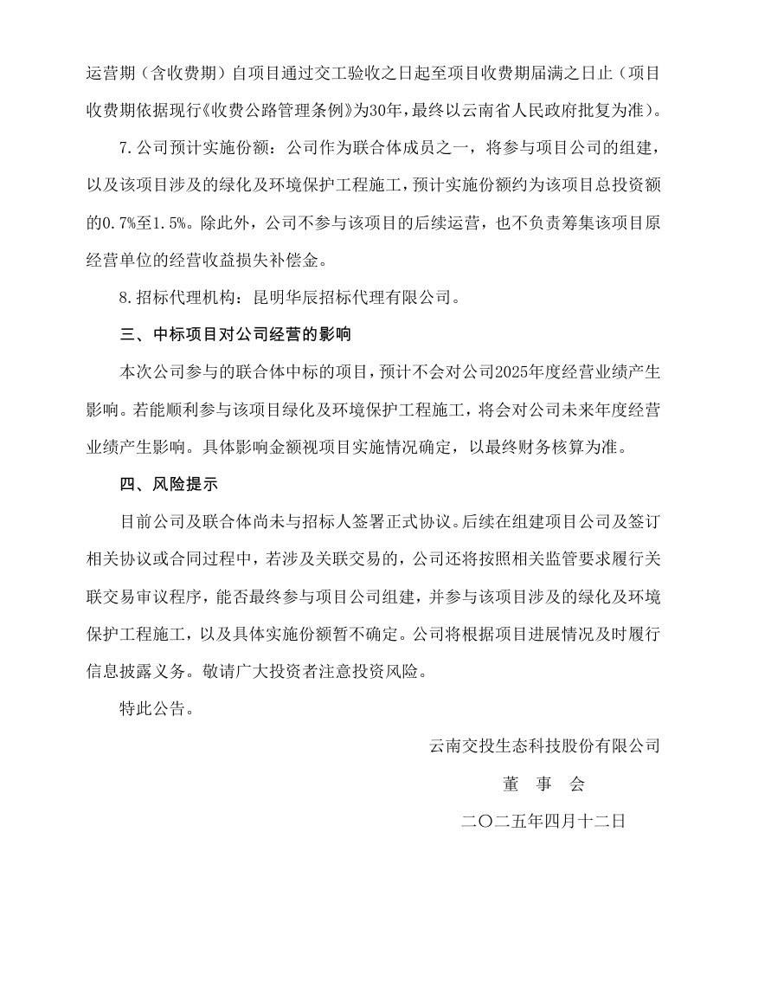 运营期（含收费期）自项目通过交工验收之日起至项目收费期届满之日止（项目
收费期依据现行《收费公路管理条例》为30年，最终以云南省人民政府批复为准）。
7.公司预计实施份额：公司作为联合体成员之一，将参与项目公司的组建，
以及该项目涉及的绿化及环境保护工程施工，预计实施份额约为该项目总投资额
的0.7%至1.5%。除此外，公司不参与该项目的后续运营，也不负责筹集该项目原
经营单位的经营收益损失补偿金。
8.招标代理机构：昆明华辰招标代理有限公司。
三、中标项目对公司经营的影响
本次公司参与的联合体中标的项目，预计不会对公司2025年度经营业绩产生
影响。若能顺利参与该项目绿化及环境保护工程施工，将会对公司未来年度经营
业绩产生影响。具体影响金额视项目实施情况确定，以最终财务核算为准。
四、风险提示
目前公司及联合体尚未与招标人签署正式协议。后续在组建项目公司及签订
相关协议或合同过程中，若涉及关联交易的，公司还将按照相关监管要求履行关
联交易审议程序，能否最终参与项目公司组建，并参与该项目涉及的绿化及环境
保护工程施工，以及具体实施份额暂不确定。公司将根据项目进展情况及时履行
信息披露义务。敬请广大投资者注意投资风险。
特此公告。
云南交投生态科技股份有限公司
董　事　会
二〇二五年四月十二日